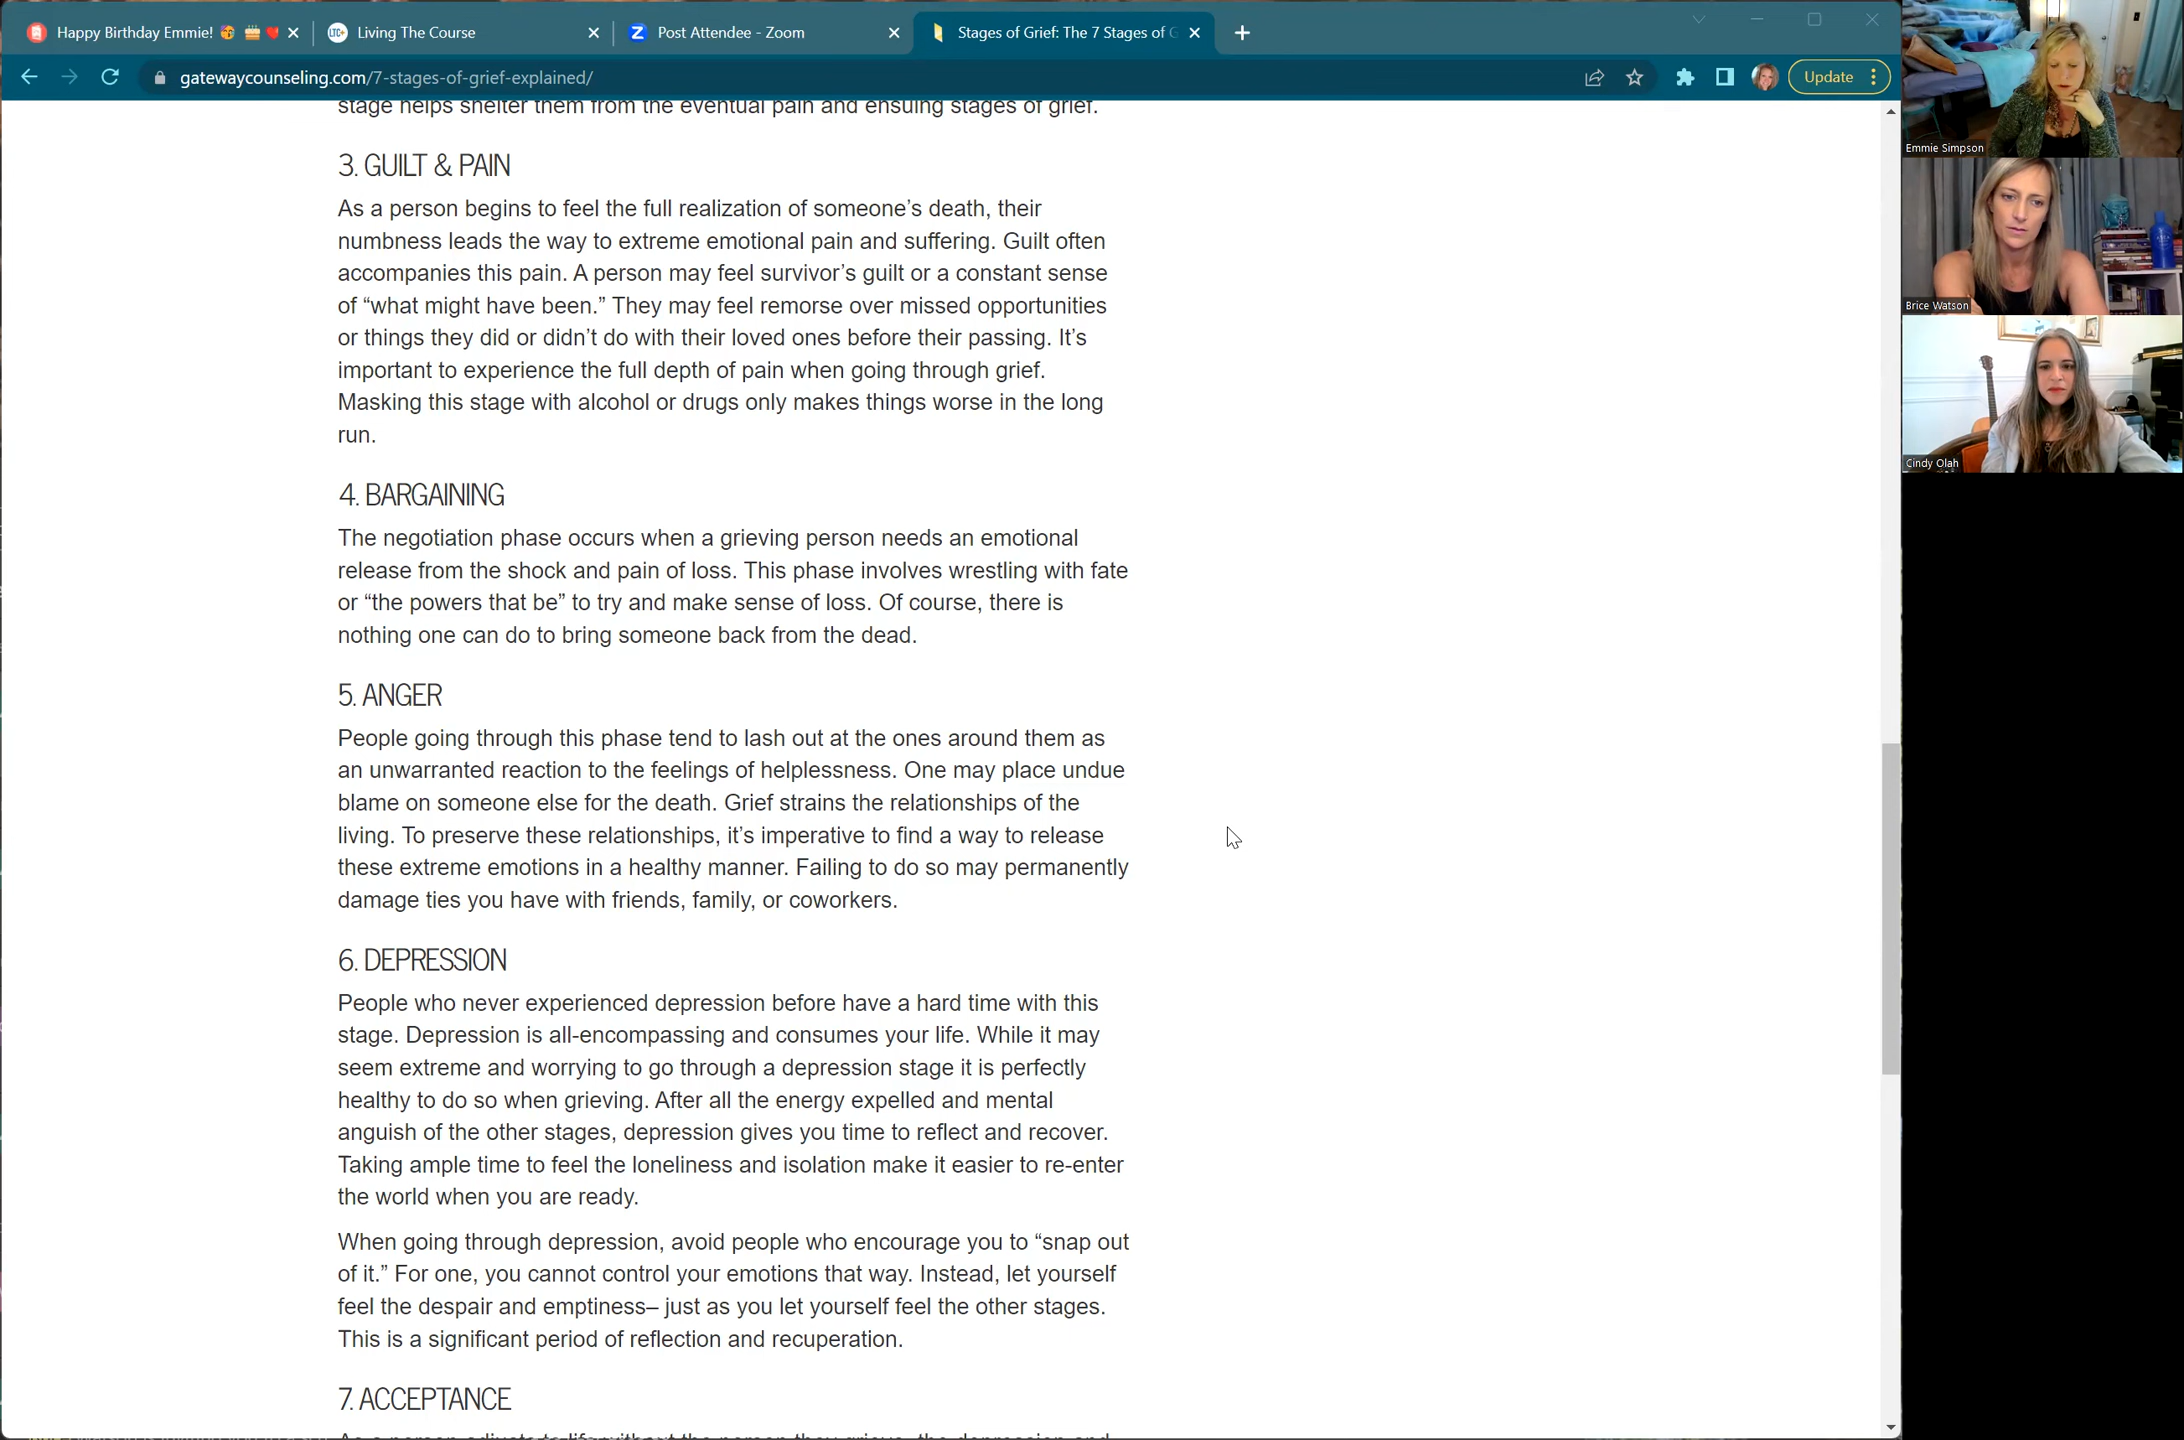 Happy Birthday Emmie!
Living The Course
Post Attendee - Zoom
Stages of Grief: The 7 Stages of G
gatewaycounseling.com/7-stages-of-grief-explained/
Update
stage helps shelter them from the eventual pain and ensuing stages of grief.
3. GUILT & PAIN
As a person begins to feel the full realization of someone’s death, their
numbness leads the way to extreme emotional pain and suffering. Guilt often
accompanies this pain. A person may feel survivor’s guilt or a constant sense
of “what might have been.” They may feel remorse over missed opportunities
or things they did or didn’t do with their loved ones before their passing. It’s
important to experience the full depth of pain when going through grief.
Masking this stage with alcohol or drugs only makes things worse in the long
run.
4. BARGAINING
The negotiation phase occurs when a grieving person needs an emotional
release from the shock and pain of loss. This phase involves wrestling with fate
or “the powers that be” to try and make sense of loss. Of course, there is
nothing one can do to bring someone back from the dead.
5. ANGER
People going through this phase tend to lash out at the ones around them as
an unwarranted reaction to the feelings of helplessness. One may place undue
blame on someone else for the death. Grief strains the relationships of the
living. To preserve these relationships, it’s imperative to find a way to release
these extreme emotions in a healthy manner. Failing to do so may permanently
damage ties you have with friends, family, or coworkers.
6. DEPRESSION
People who never experienced depression before have a hard time with this
stage. Depression is all-encompassing and consumes your life. While it may
seem extreme and worrying to go through a depression stage it is perfectly
healthy to do so when grieving. After all the energy expelled and mental
anguish of the other stages, depression gives you time to reflect and recover.
Taking ample time to feel the loneliness and isolation make it easier to re-enter
the world when you are ready.
When going through depression, avoid people who encourage you to “snap out
of it.” For one, you cannot control your emotions that way. Instead, let yourself
feel the despair and emptiness– just as you let yourself feel the other stages.
This is a significant period of reflection and recuperation.
7. ACCEPTANCE
As a person adjusts to life without the person they grieve, the depression and
Emmie Simpson
Brice Watson
Cindy Olah